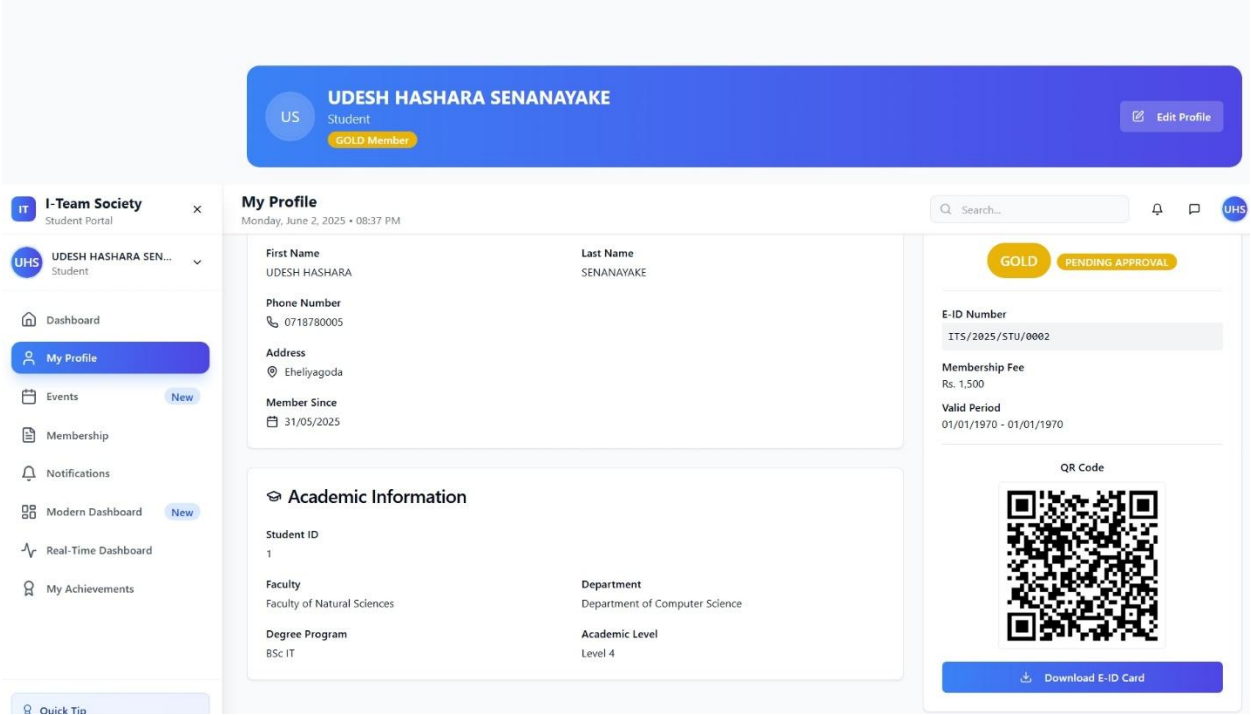 US
UDESH HASHARA SENANAYAKE
Student
GOLD Member
Edit Profile
IT
I-Team Society
Student Portal
UHS
UDESH HASHARA SEN...
Student
Dashboard
My Profile
Events
New
Membership
Notifications
Modern Dashboard
New
Real-Time Dashboard
My Achievements
Quick Tip
My Profile
Monday, June 2, 2025 • 08:37 PM
Search...
UHS
First Name
UDESH HASHARA
Last Name
SENANAYAKE
Phone Number
0718780005
Address
Eheliyagoda
Member Since
31/05/2025
Academic Information
Student ID
1
Faculty
Faculty of Natural Sciences
Department
Department of Computer Science
Degree Program
BSc IT
Academic Level
Level 4
GOLD
PENDING APPROVAL
E-ID Number
ITS/2025/STU/0002
Membership Fee
Rs. 1,500
Valid Period
01/01/1970 - 01/01/1970
QR Code
Download E-ID Card